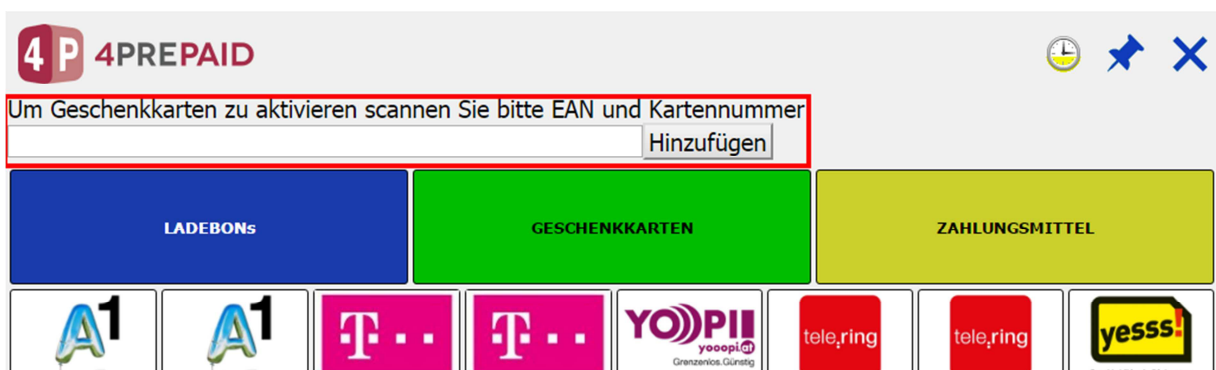 4P 4PREPAID
Um Geschenkkarten zu aktivieren scannen Sie bitte EAN und Kartennummer
Hinzufügen
LADEBONs GESCHENKKARTEN ZAHLUNGSMITTEL
A1 A1 T·· T·· YOOPII tele.ring tele.ring yesss!
yooopi.at
Grenzenlos.Günstig